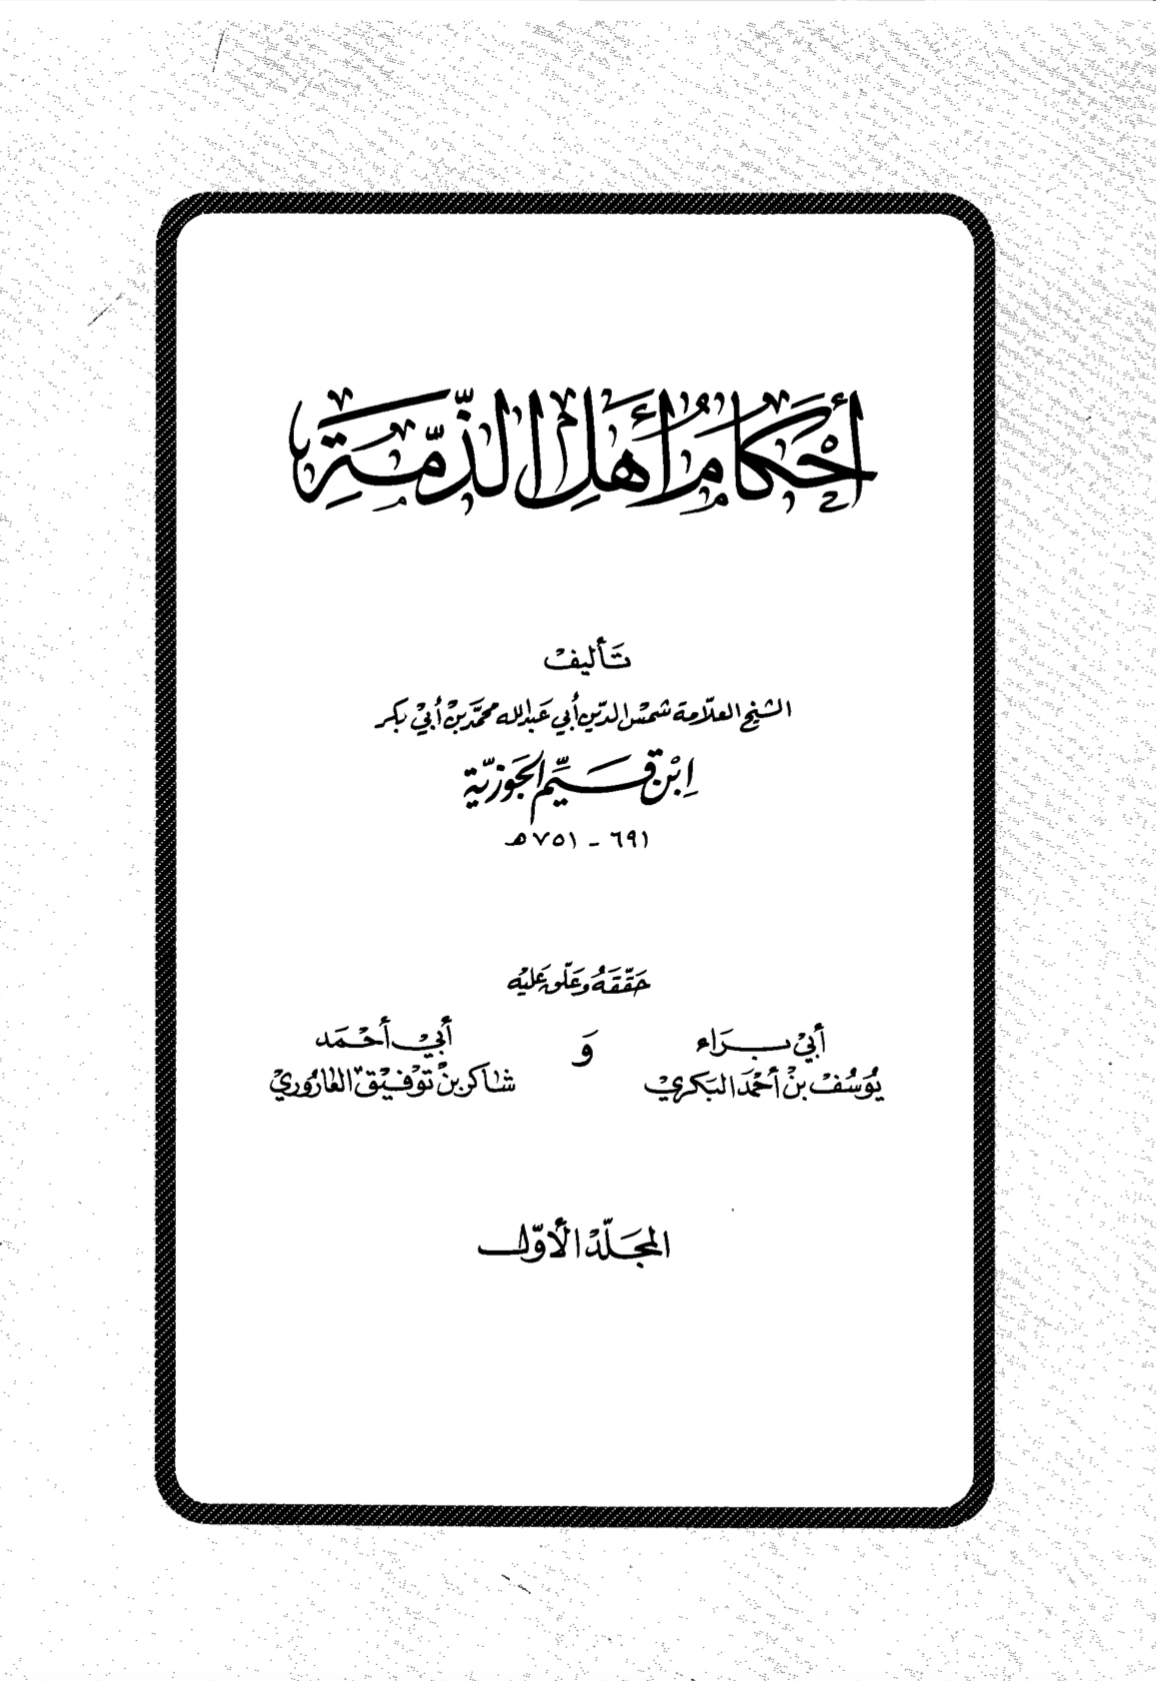 أحكام أهل الذمة
تأليف
الشيخ العلامة شمس الدين أبي عبد الله محمد بن أبي بكر
ابن قيم الجوزية
٦٩١ - ٧٥١ هـ
حققه وعلق عليه
أبي براء
يوسف بن أحمد البكري
و
أبي أحمد
شاكر بن توفيق العاروري
المجلد الأول